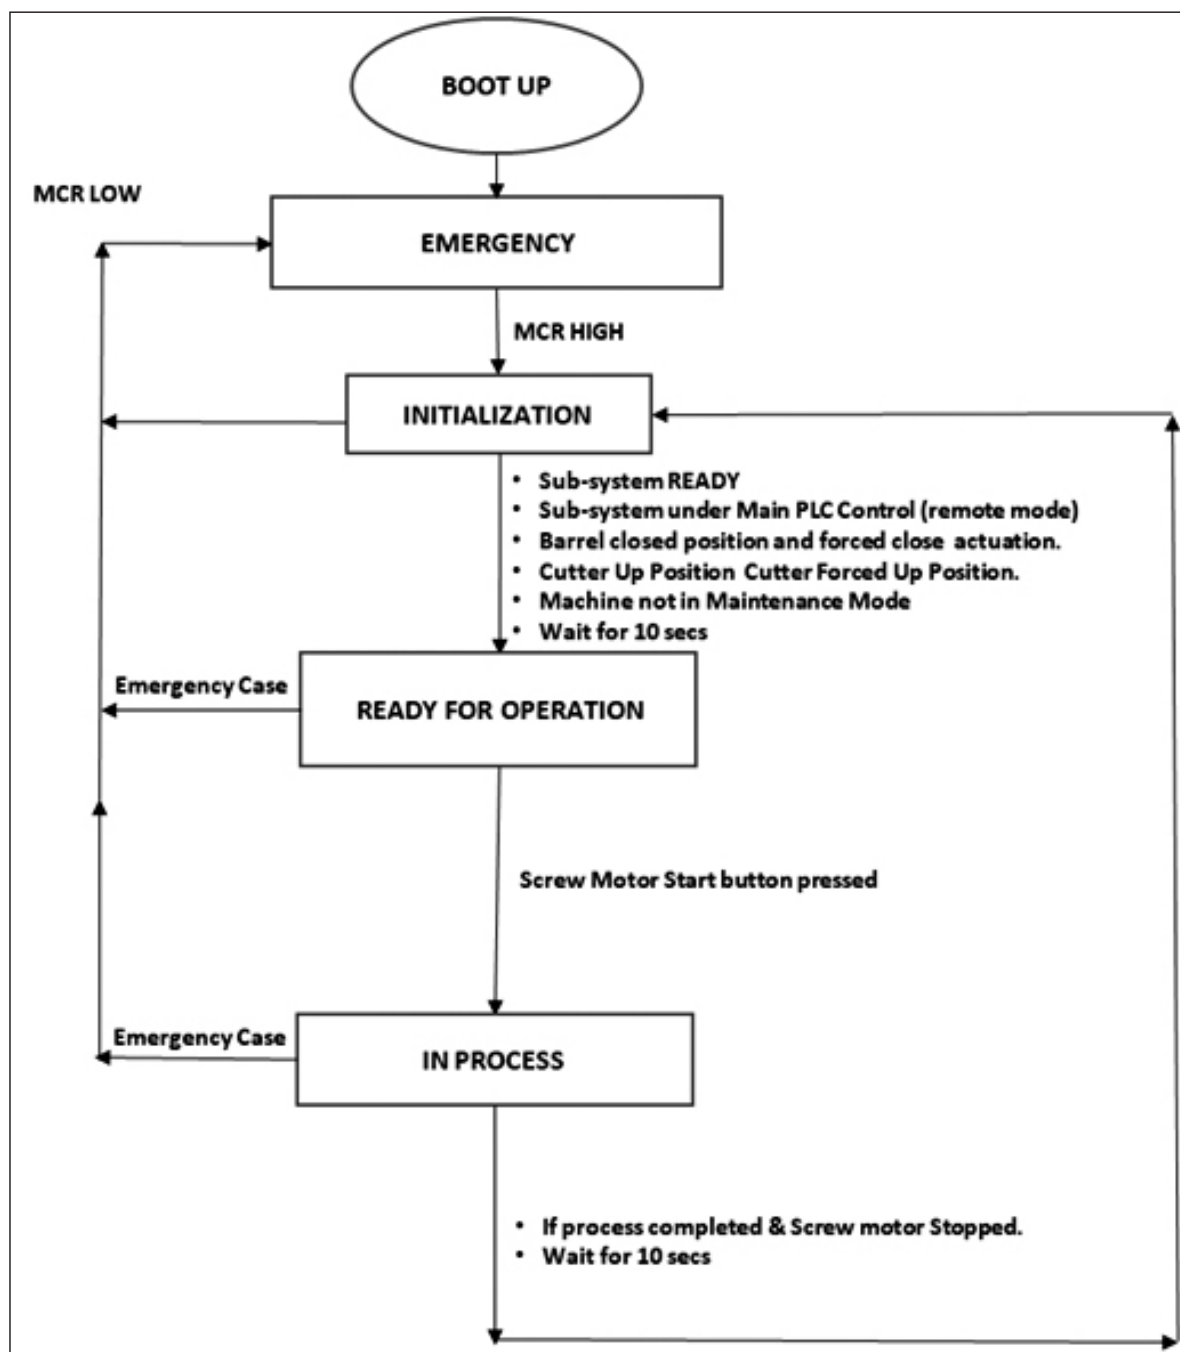 BOOT UP
MCR LOW
EMERGENCY
MCR HIGH
INITIALIZATION
• Sub-system READY
• Sub-system under Main PLC Control (remote mode)
• Barrel closed position and forced close actuation.
• Cutter Up Position Cutter Forced Up Position.
• Machine not in Maintenance Mode
• Wait for 10 secs
Emergency Case
READY FOR OPERATION
Screw Motor Start button pressed
Emergency Case
IN PROCESS
• If process completed & Screw motor Stopped.
• Wait for 10 secs